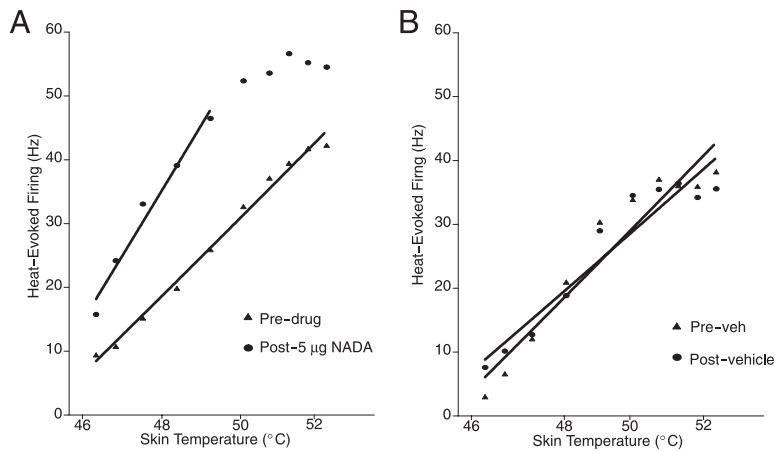 A
Heat−Evoked Firing (Hz)
60
50
40
30
20
10
0
46
48
50
52
Skin Temperature (°C)
Pre−drug
Post−5 µg NADA
B
Heat−Evoked Firng (Hz)
60
50
40
30
20
10
0
46
48
50
52
Skin Temperature (°C)
Pre−veh
Post−vehicle